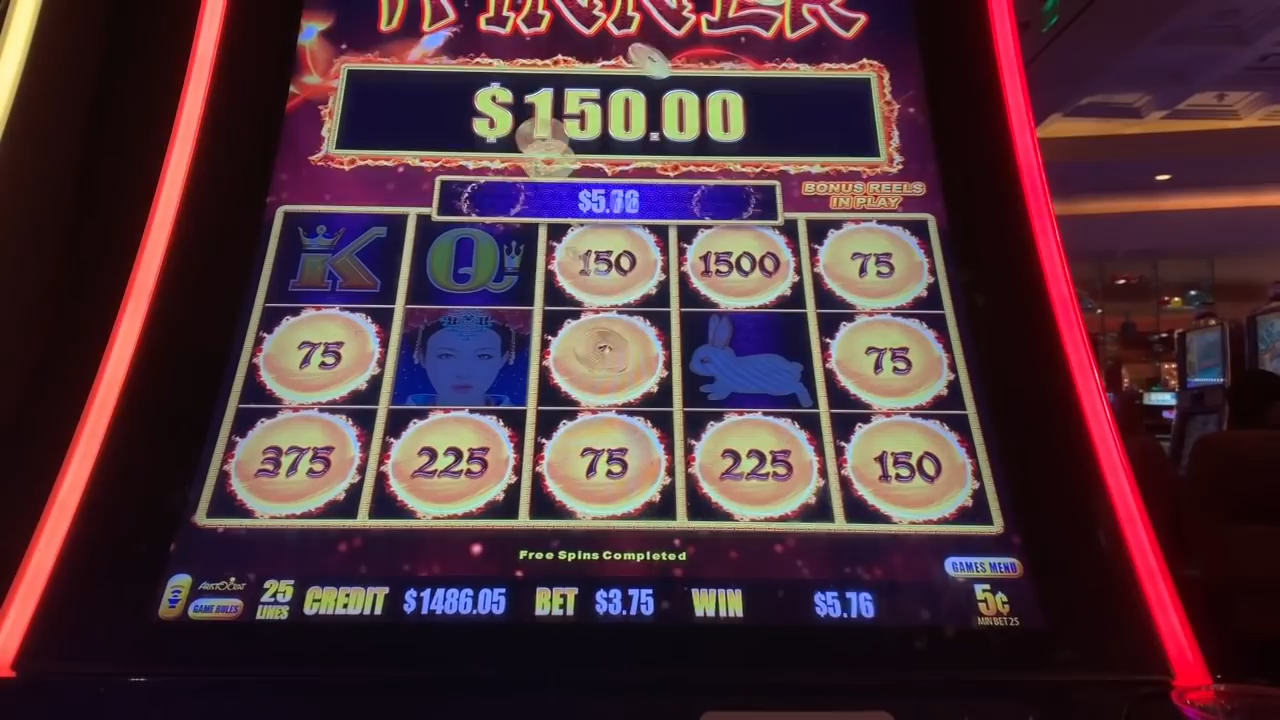 WINNER
$150.00
$5.76
BONUS REELS
IN PLAY
K Q 150 1500 75
75 75
375 225 75 225 150
Free Spins Completed
GAMES MENU
ARISTOCRAT
GAME RULES
25
LINES
CREDIT $1486.05 BET $3.75 WIN $5.76
5¢
MIN BET 25